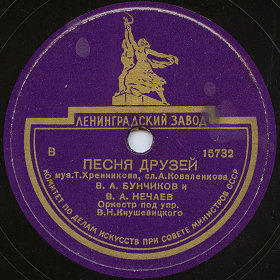 ЛЕНИНГРАДСКИЙ ЗАВОД
В 15732
ПЕСНЯ ДРУЗЕЙ
муз.Т.Хренникова, сл.А.Коваленкова
В. А. БУНЧИКОВ и
В. А. НЕЧАЕВ
Оркестр под упр.
В.Н.Кнушевицкого
КОМИТЕТ ПО ДЕЛАМ ИСКУССТВ ПРИ СОВЕТЕ МИНИСТРОВ СССР